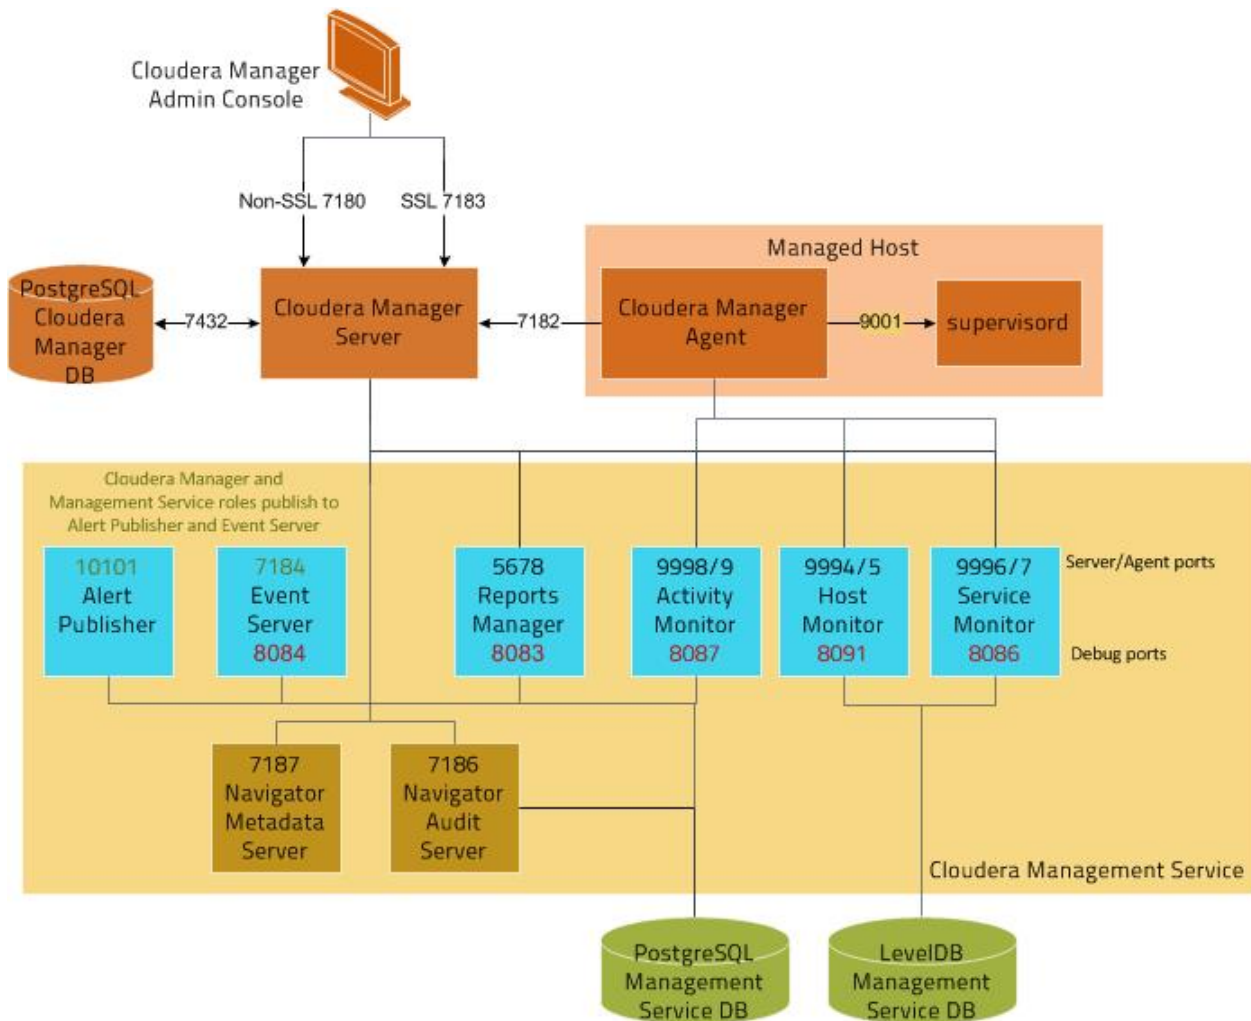 Cloudera Manager
Admin Console
Non-SSL 7180
SSL 7183
Managed Host
PostgreSQL
Cloudera
Manager
DB
7432
Cloudera Manager
Server
7182
Cloudera Manager
Agent
9001
supervisord
Cloudera Manager and
Management Service roles publish to
Alert Publisher and Event Server
10101
Alert
Publisher
7184
Event
Server
8084
5678
Reports
Manager
8083
9998/9
Activity
Monitor
8087
9994/5
Host
Monitor
8091
9996/7
Service
Monitor
8086
Server/Agent ports
Debug ports
7187
Navigator
Metadata
Server
7186
Navigator
Audit
Server
Cloudera Management Service
PostgreSQL
Management
Service DB
LevelDB
Management
Service DB